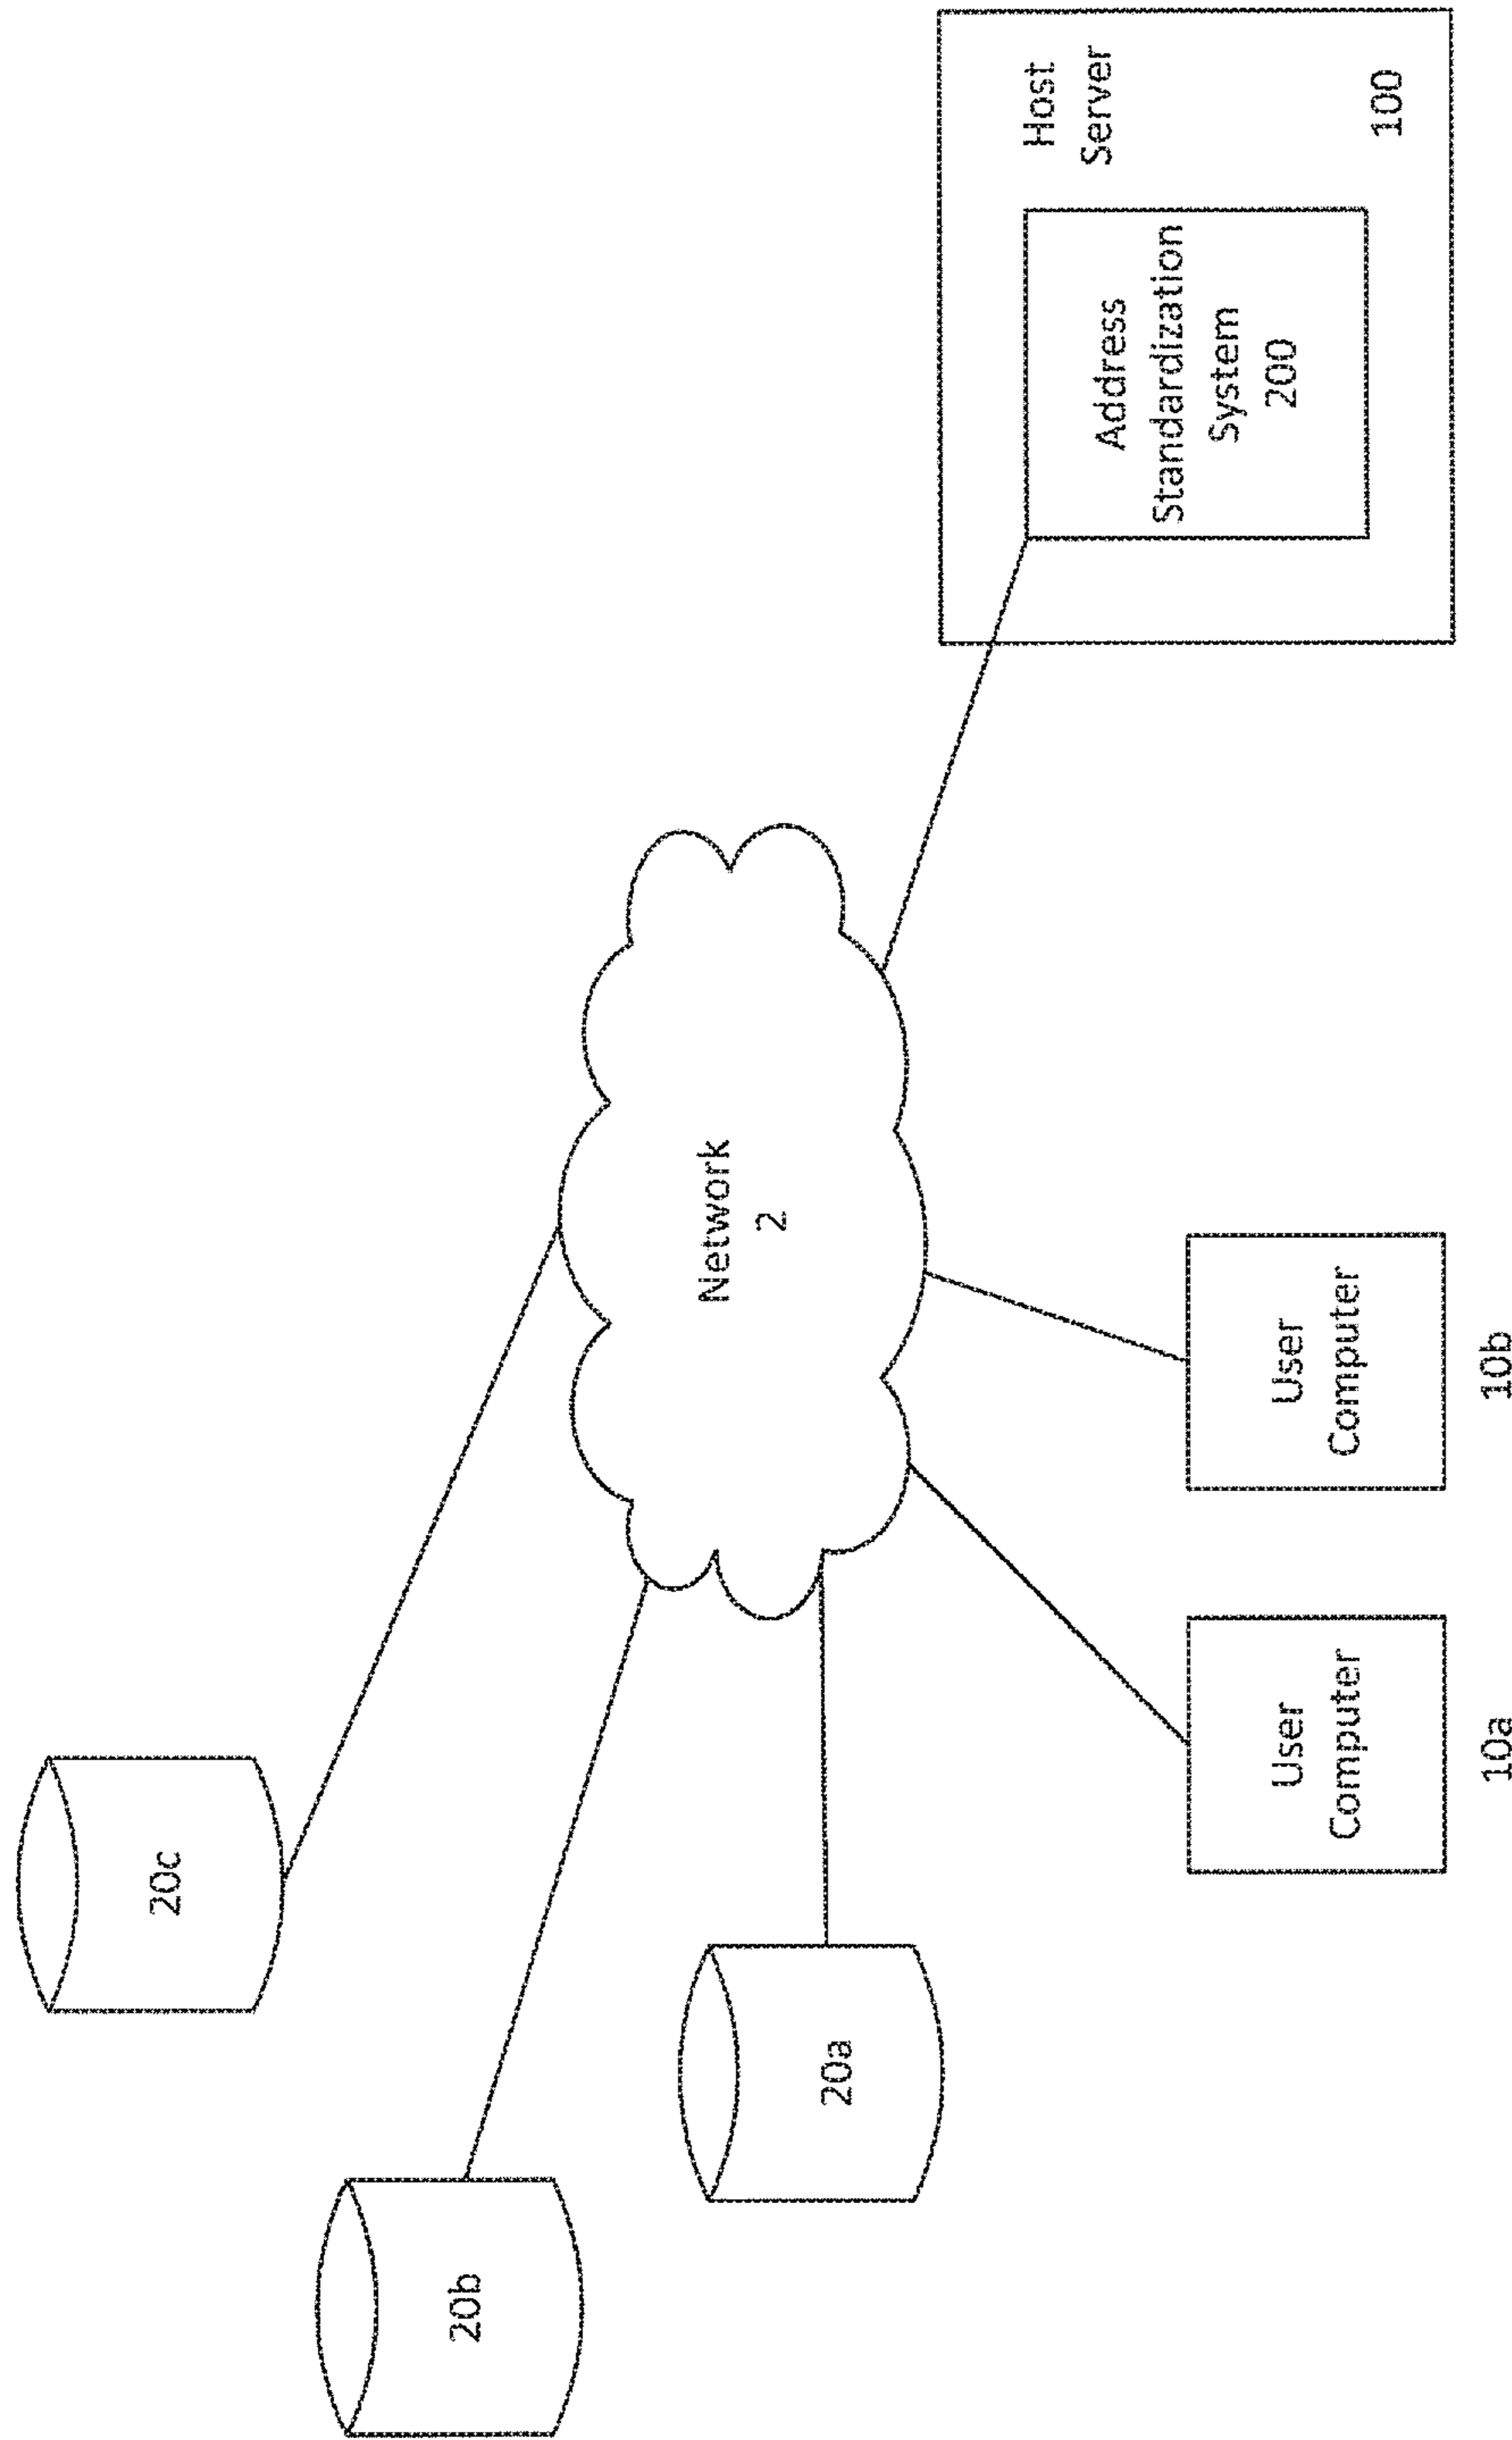 20c
20b
20a
Network
2
Host
Server
Address
Standardization
System
200
100
User
Computer
10a
User
Computer
10b